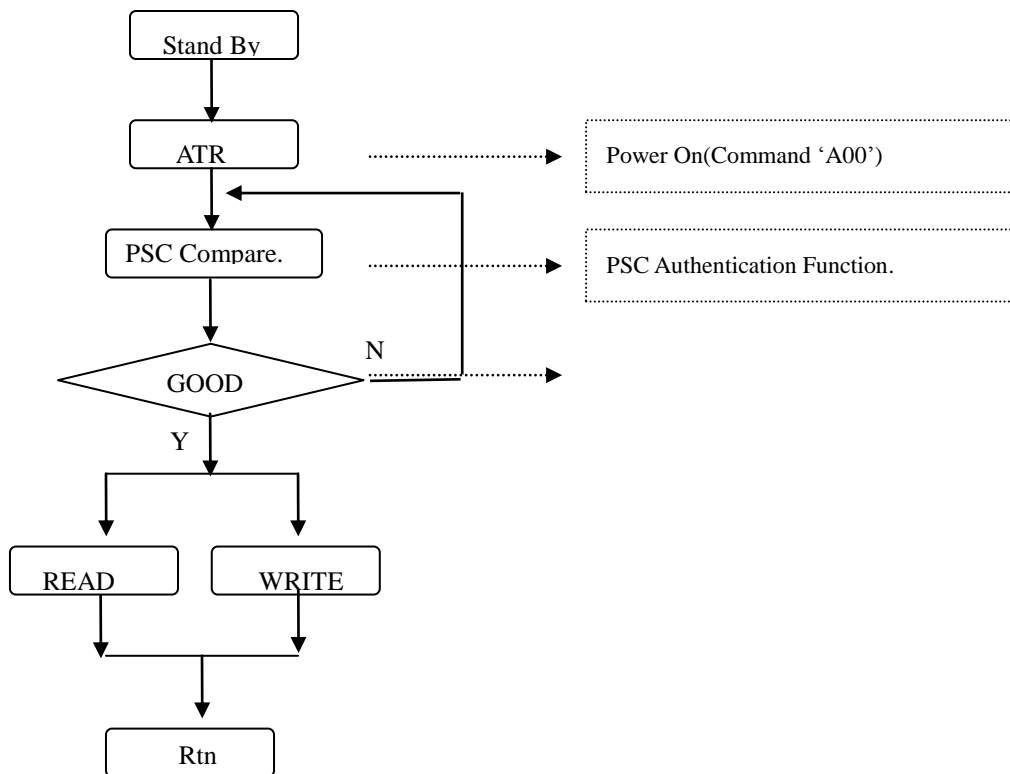 Stand By
ATR
Power On(Command ‘A00’)
PSC Compare.
PSC Authentication Function.
N
GOOD
Y
READ
WRITE
Rtn